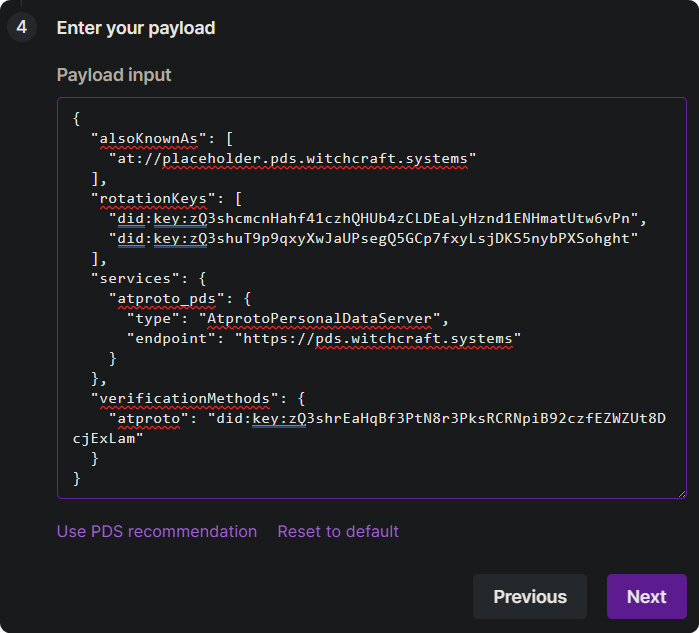 4
Enter your payload
Payload input
{
"alsoKnownAs": [
"at://placeholder.pds.witchcraft.systems"
],
"rotationKeys": [
"did:key:zQ3shcmcnHahf41czhQHUb4zCLDEaLyHznd1ENHmatUtw6vPn",
"did:key:zQ3shuT9p9qxyXwJaUPsegQ5GCp7fxyLsjDKS5nybPXSohght"
],
"services": {
"atproto_pds": {
"type": "AtprotoPersonalDataServer",
"endpoint": "https://pds.witchcraft.systems"
}
},
"verificationMethods": {
"atproto": "did:key:zQ3shrEaHqBf3PtN8r3PksRCRNpiB92czfEZWZUt8D
cjExLam"
}
}
Use PDS recommendation Reset to default
Previous Next